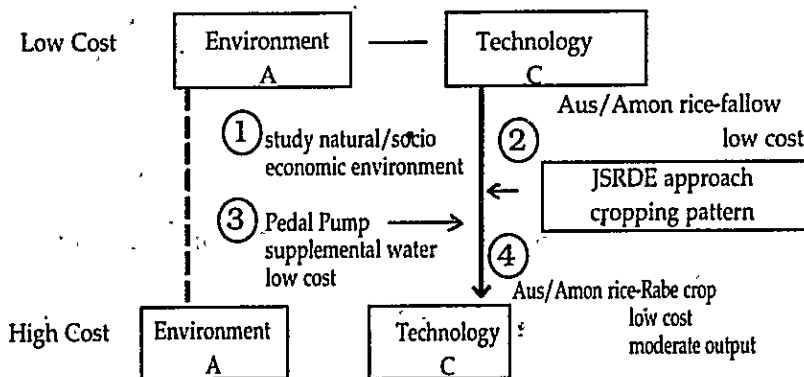 Low Cost
Environment
A
Technology
C
1
study natural/socio
economic environment
2
Aus/Amon rice-fallow
low cost
JSRDE approach
cropping pattern
3
Pedal Pump
supplemental water
low cost
4
Aus/Amon rice-Rabe crop
low cost
moderate output
High Cost
Environment
A
Technology
C